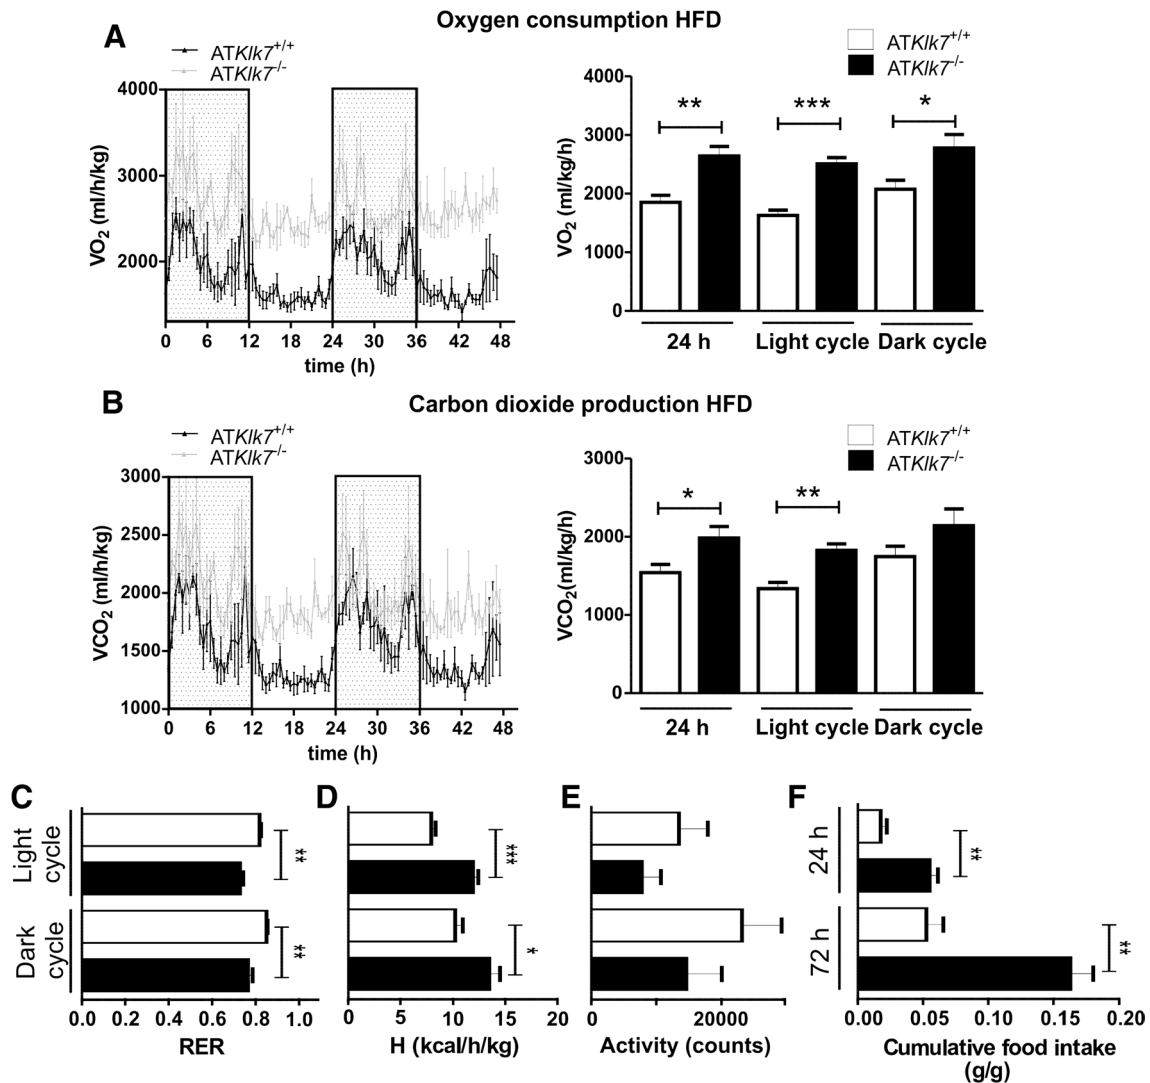 Oxygen consumption HFD
A
ATKlk7+/+
ATKlk7-/-
4000
3000
2000
VO2 (ml/h/kg)
0 6 12 18 24 30 36 42 48
time (h)
ATKlk7+/+
ATKlk7-/-
4000
3000
2000
1000
0
VO2 (ml/kg/h)
** *** *
24 h Light cycle Dark cycle
B
Carbon dioxide production HFD
ATKlk7+/+
ATKlk7-/-
3000
2500
2000
1500
1000
VCO2 (ml/h/kg)
0 6 12 18 24 30 36 42 48
time (h)
ATKlk7+/+
ATKlk7-/-
3000
2000
1000
0
VCO2(ml/kg/h)
* **
24 h Light cycle Dark cycle
C
Light
cycle
**
Dark
cycle
**
0.0 0.2 0.4 0.6 0.8 1.0
RER
D
***
*
0 5 10 15 20
H (kcal/h/kg)
E
0 20000
Activity (counts)
F
24 h
**
72 h
**
0.00 0.05 0.10 0.15 0.20
Cumulative food intake
(g/g)